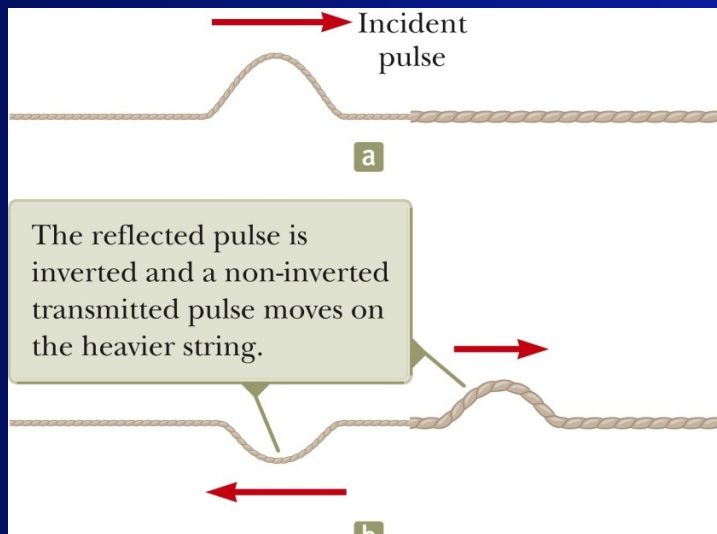 Incident
pulse
a
The reflected pulse is
inverted and a non-inverted
transmitted pulse moves on
the heavier string.
b